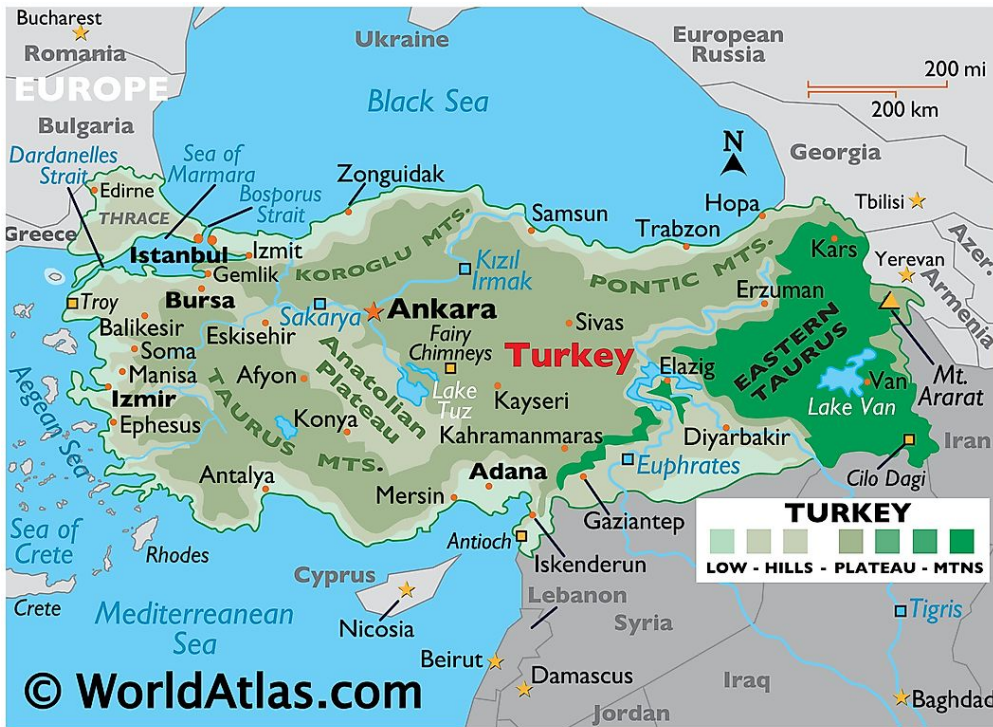 Bucharest
Romania
EUROPE
Bulgaria
Ukraine
European
Russia
200 mi
200 km
Black Sea
N
Georgia
Tbilisi
Dardanelles
Strait
Sea of
Marmara
Bosporus
Strait
Zonguidak
Edirne
THRACE
Greece
Istanbul
Izmit
Gemlik
Samsun
Trabzon
Hopa
Kars
Yerevan
Azer.
Armenia
KOROGLU MTS.
Kızıl
Irmak
PONTIC MTS.
Erzuman
Troy
Bursa
Sakarya
Ankara
Balikesir
Eskisehir
Fairy
Chimneys
Sivas
Turkey
Soma
Manisa
Afyon
Anatolian
Plateau
Lake
Tuz
Kayseri
Elazig
EASTERN
TAURUS
Van
Lake Van
Mt.
Ararat
Aegean Sea
Izmir
Ephesus
TAURUS MTS.
Konya
Kahramanmaras
Diyarbakir
Iran
Antalya
Mersin
Adana
Euphrates
Cilo Dagi
Gaziantep
Sea of
Crete
Rhodes
Antioch
Iskenderun
TURKEY
LOW - HILLS - PLATEAU - MTNS
Crete
Cyprus
Nicosia
Lebanon
Syria
Tigris
Mediterreanean
Sea
Beirut
Damascus
Iraq
Baghdad
Jordan
© WorldAtlas.com